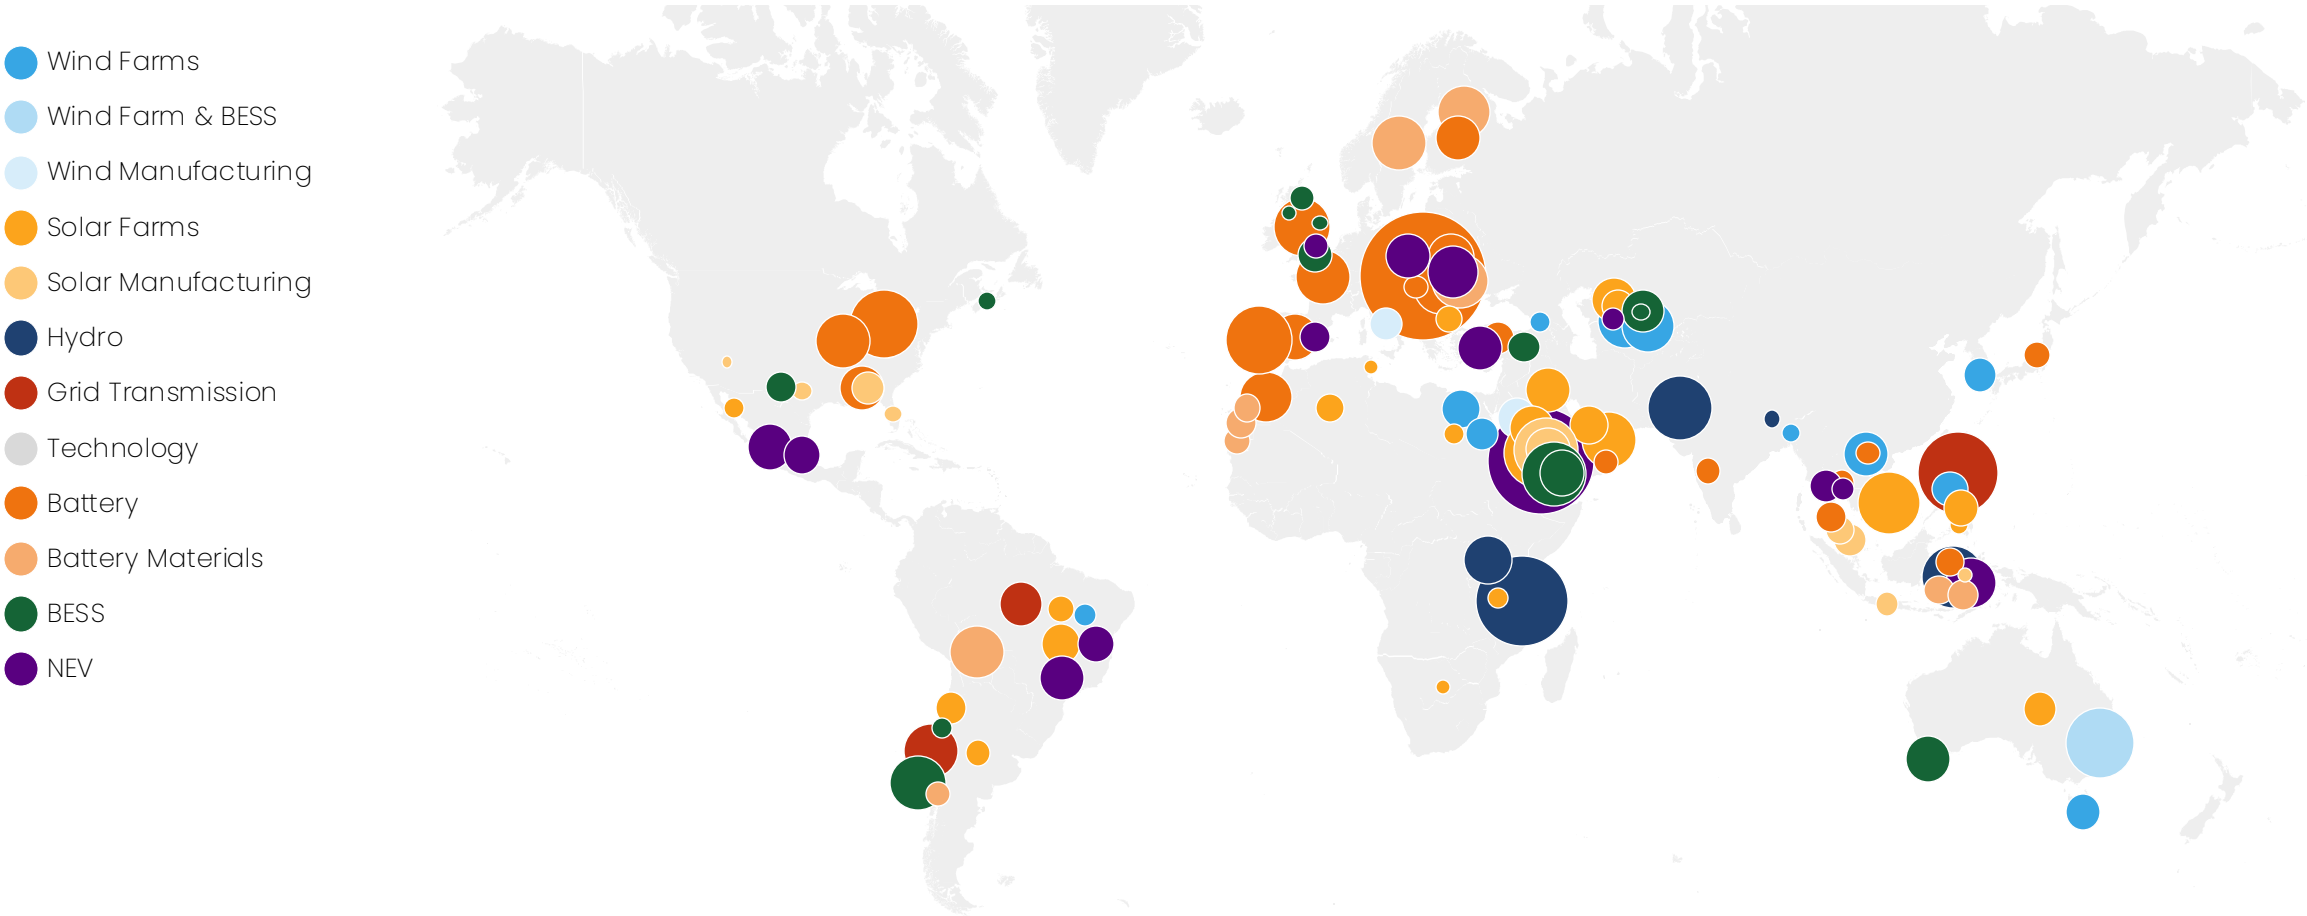 Wind Farms
Wind Farm & BESS
Wind Manufacturing
Solar Farms
Solar Manufacturing
Hydro
Grid Transmission
Technology
Battery
Battery Materials
BESS
NEV